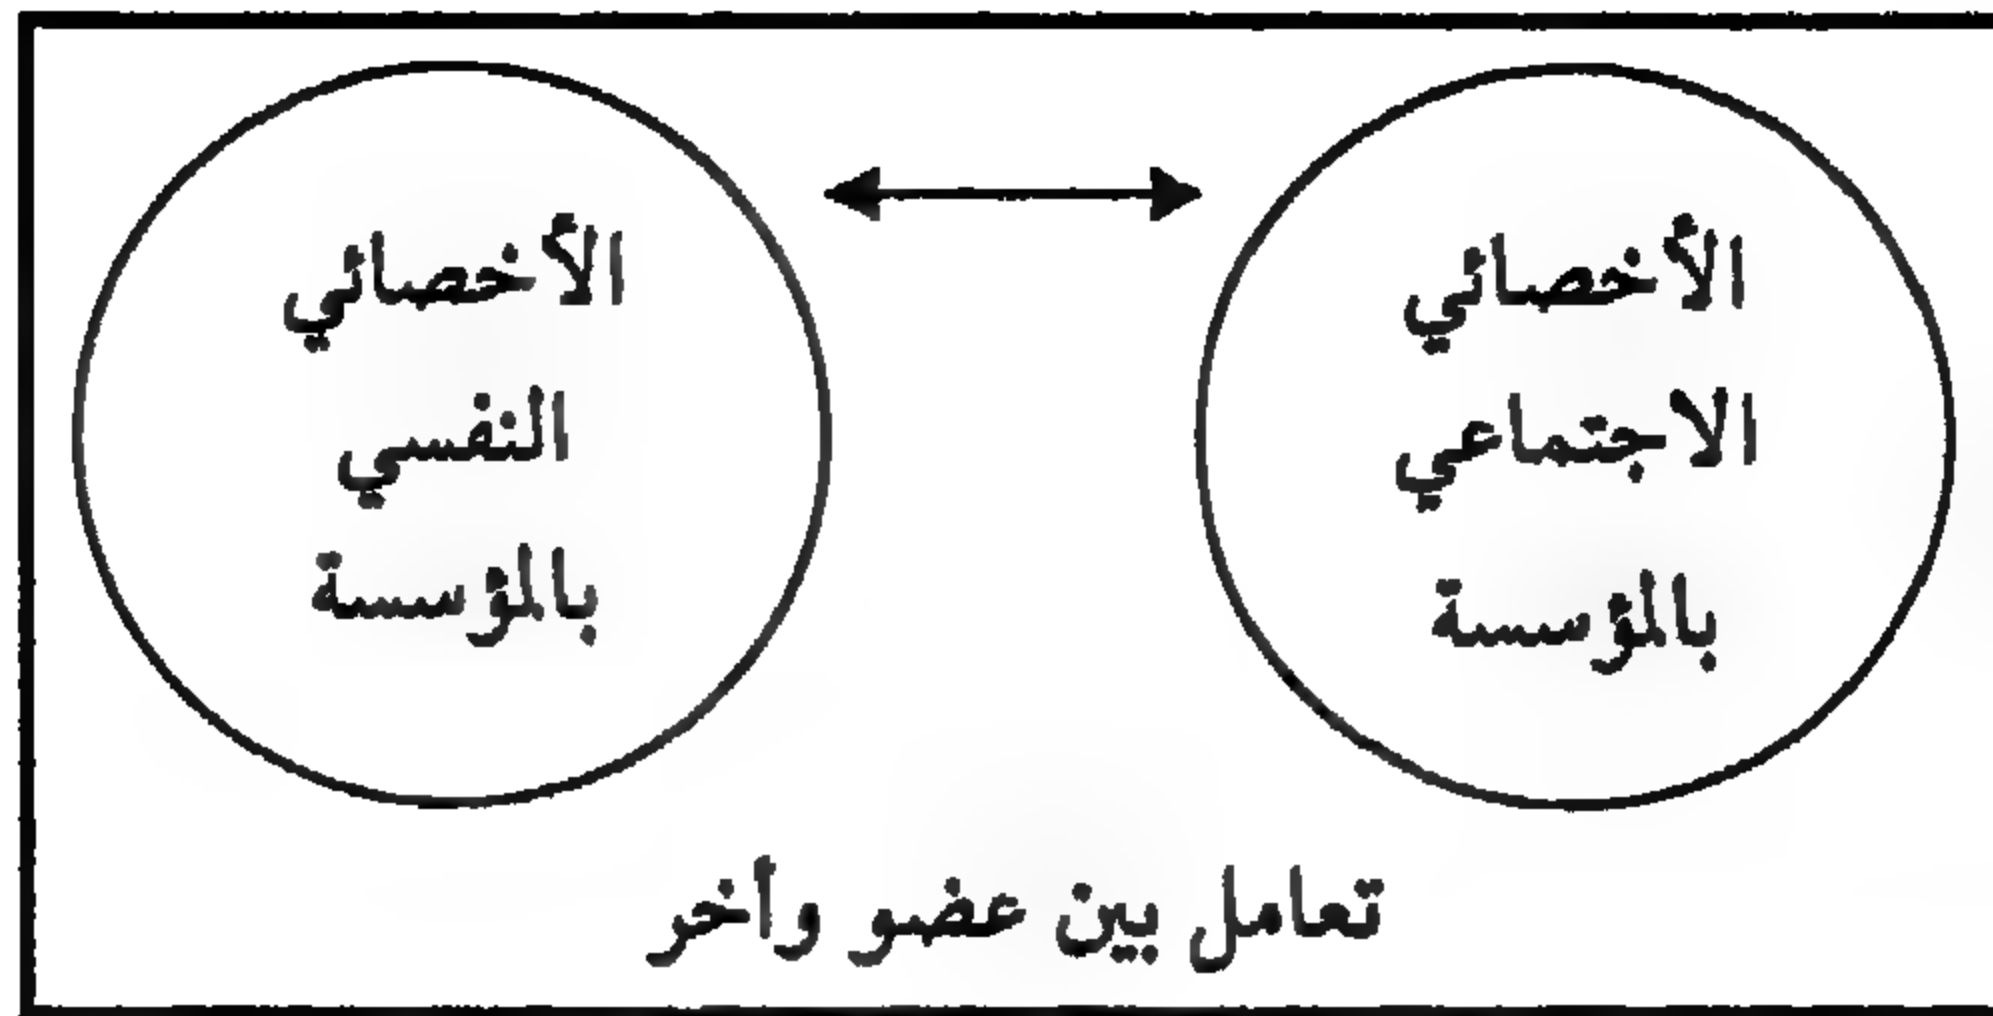 الأخصائي
الاجتماعي
بالمؤسسة
الأخصائي
النفسي
بالمؤسسة
تعامل بين عضو وأخر